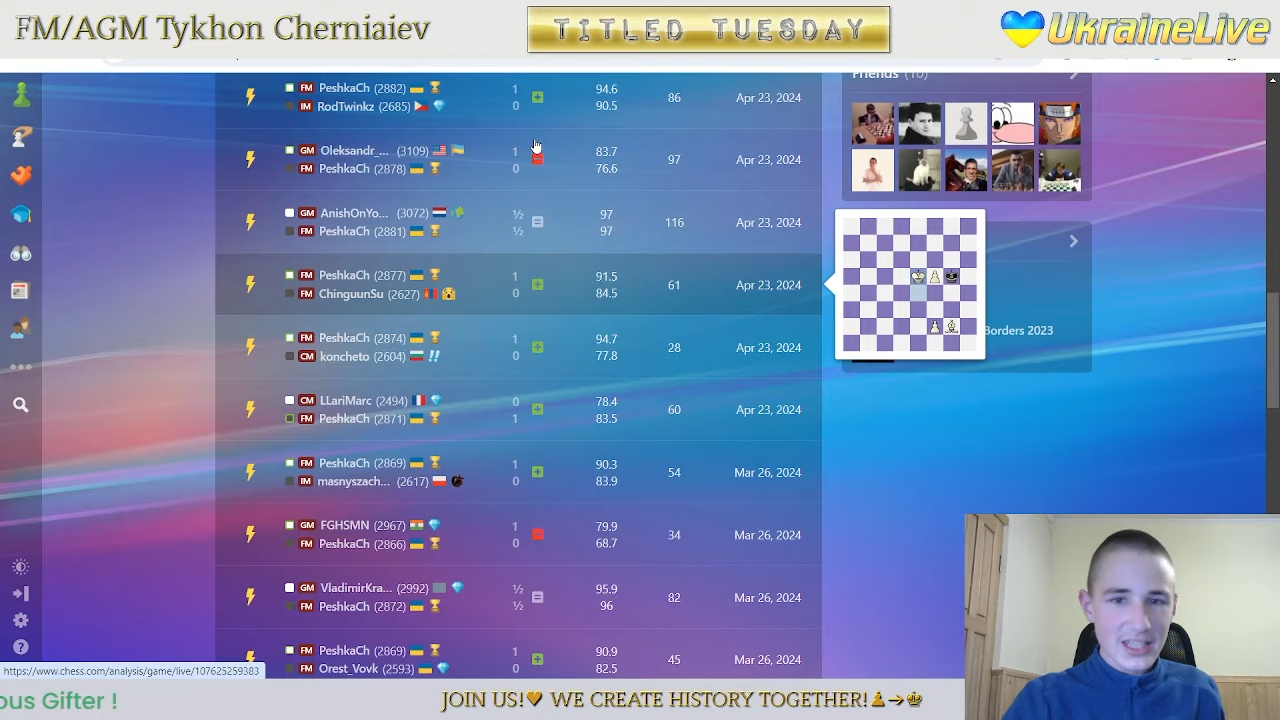 FM/AGM Tykhon Cherniaiev
TITLED TUESDAY
UkraineLive
FM PeshkaCh (2882) 1 94.6 86 Apr 23, 2024
IM RodTwinkz (2685) 0 90.5
GM Oleksandr_... (3109) 1 83.7 97 Apr 23, 2024
FM PeshkaCh (2878) 0 76.6
GM AnishOnYo... (3072) ½ 97 116 Apr 23, 2024
FM PeshkaCh (2881) ½ 97
FM PeshkaCh (2877) 1 91.5 61 Apr 23, 2024
FM ChinguunSu (2627) 0 84.5
FM PeshkaCh (2874) 1 94.7 28 Apr 23, 2024
CM koncheto (2604) !! 0 77.8
CM LLariMarc (2494) 0 78.4 60 Apr 23, 2024
FM PeshkaCh (2871) 1 83.5
FM PeshkaCh (2869) 1 90.3 54 Mar 26, 2024
IM masnyszach... (2617) 0 83.9
GM FGHSMN (2967) 1 79.9 34 Mar 26, 2024
FM PeshkaCh (2866) 0 68.7
GM VladimirKra... (2992) ½ 95.9 82 Mar 26, 2024
FM PeshkaCh (2872) ½ 96
FM PeshkaCh (2869) 1 90.9 45 Mar 26, 2024
FM Orest_Vovk (2593) 0 82.5
Friends (10)
Borders 2023
https://www.chess.com/analysis/game/live/107625259383
ous Gifter !
JOIN US!♥ WE CREATE HISTORY TOGETHER!♟→♚